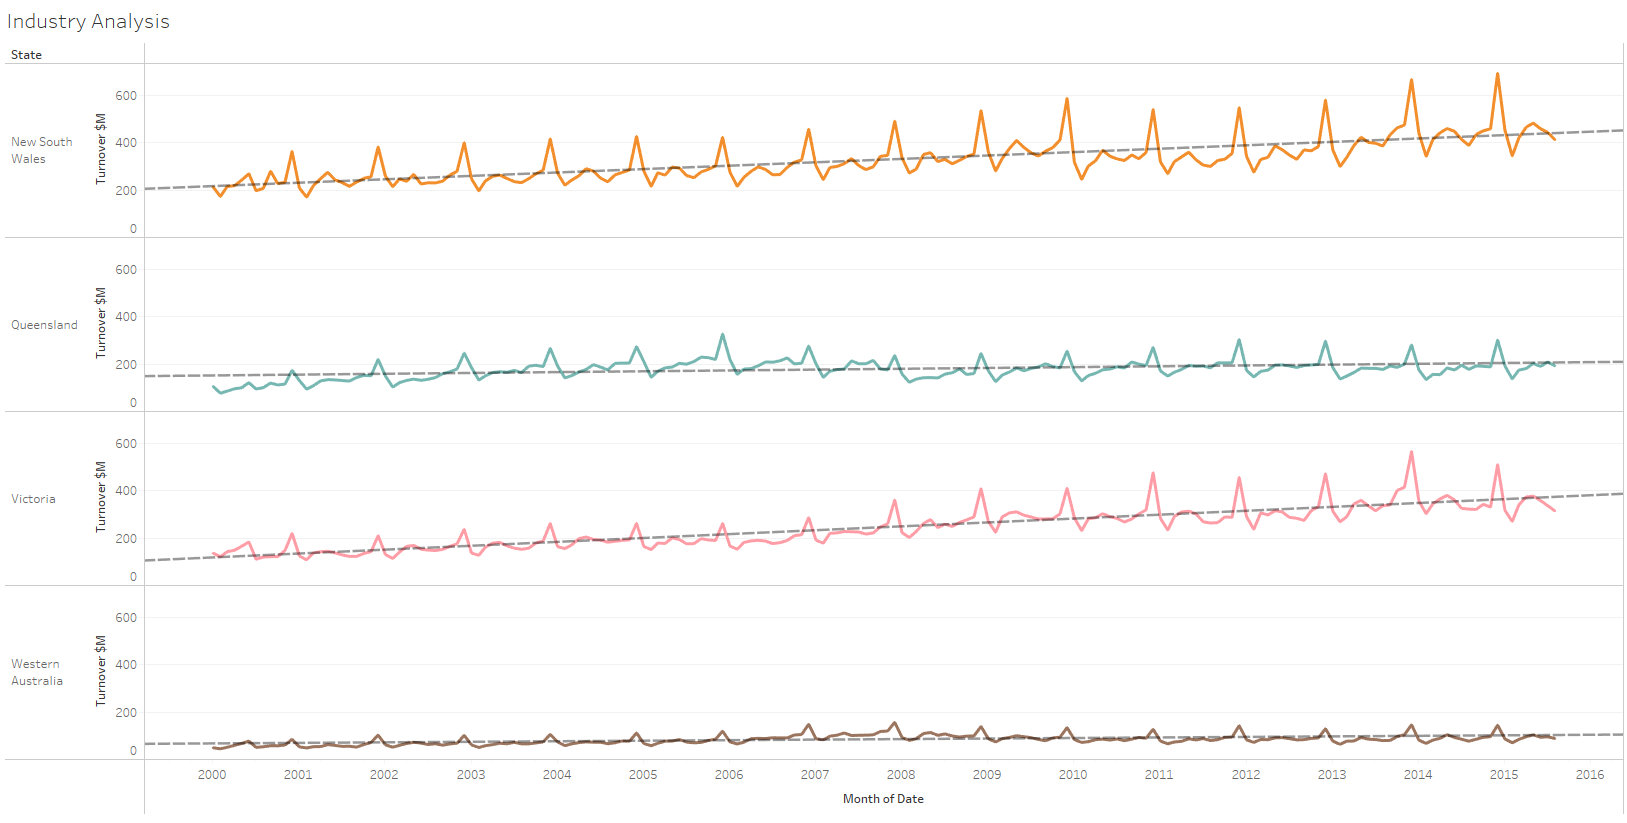 Industry Analysis
State
New South
Wales
Turnover $M
600
400
200
0
Queensland
Turnover $M
600
400
200
0
Victoria
Turnover $M
600
400
200
0
Western
Australia
Turnover $M
600
400
200
0
2000 2001 2002 2003 2004 2005 2006 2007 2008 2009 2010 2011 2012 2013 2014 2015 2016
Month of Date